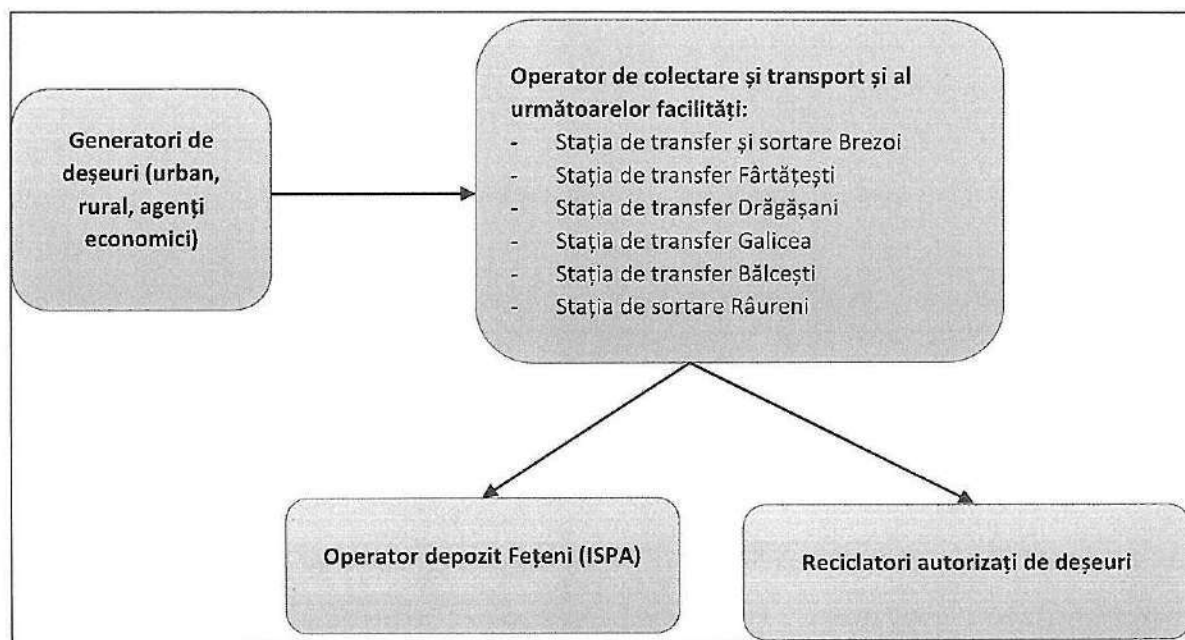 Generatori de
deșeuri (urban,
rural, agenți
economici)
Operator de colectare și transport și al
următoarelor facilități:
- Stația de transfer și sortare Brezoi
- Stația de transfer Fârtățești
- Stația de transfer Drăgășani
- Stația de transfer Galicea
- Stația de transfer Bălcești
- Stația de sortare Râureni
Operator depozit Fețeni (ISPA)
Reciclatori autorizați de deșeuri